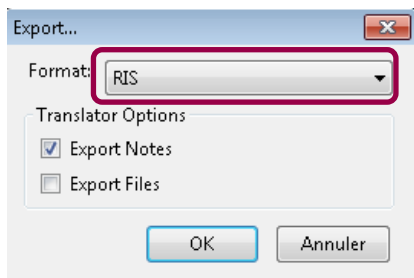 Export...
Format: RIS
Translator Options
Export Notes
Export Files
OK Annuler